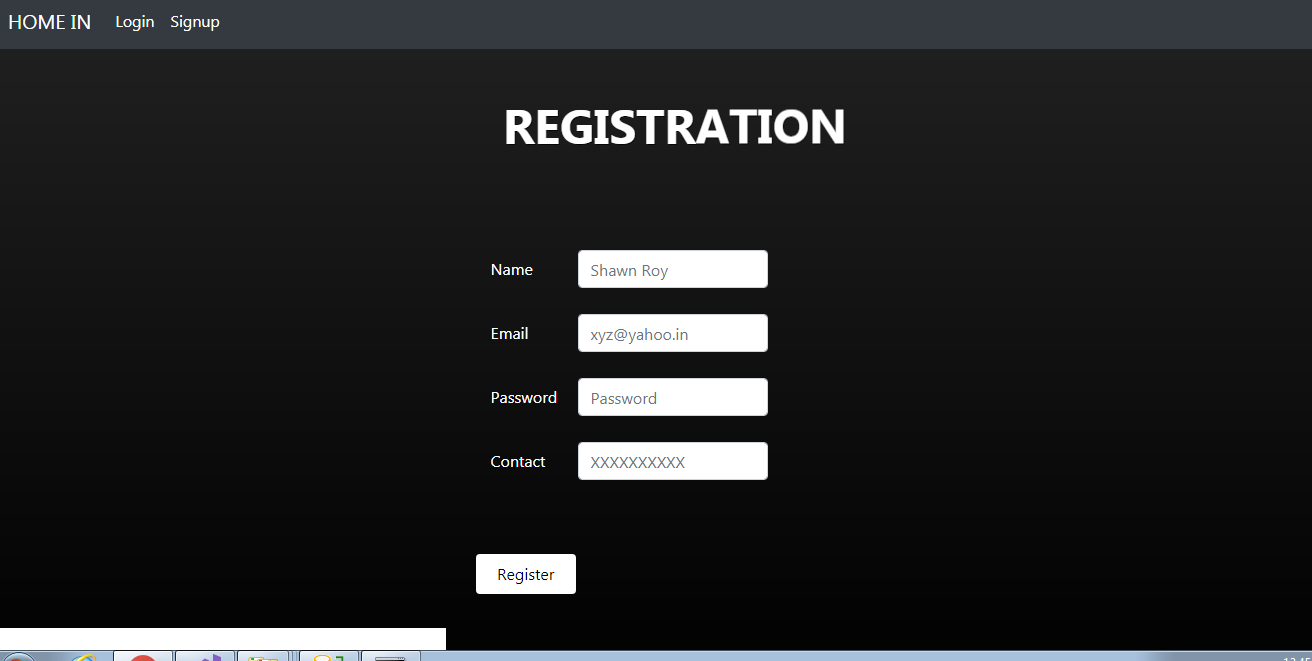 HOME IN Login Signup
REGISTRATION
Name Shawn Roy
Email xyz@yahoo.in
Password Password
Contact XXXXXXXXXX
Register